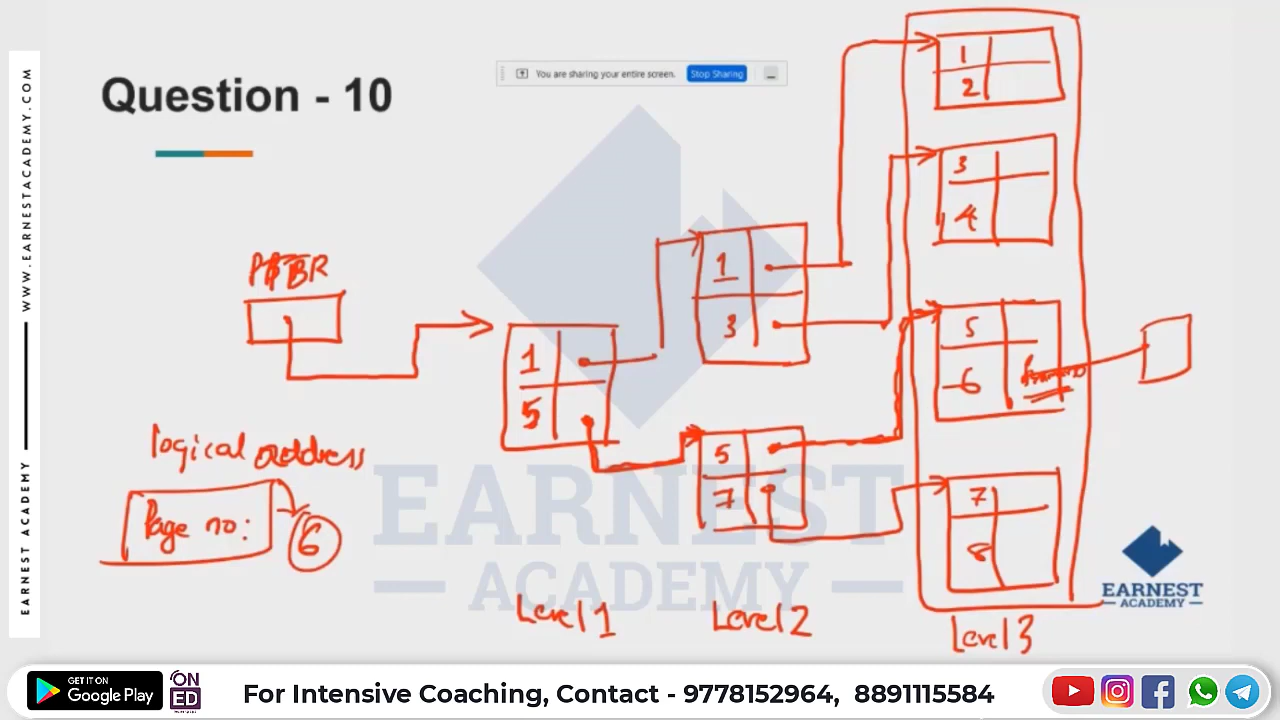 Question - 10
You are sharing your entire screen. Stop Sharing
WWW.EARNESTACADEMY.COM
EARNEST ACADEMY
PTBR
1
5
1
3
5
7
1
2
3
4
5
6
7
8
logical address
Page no:
6
Level 1
Level 2
Level 3
EARNEST
ACADEMY
EARNEST
ACADEMY
GET IT ON
Google Play
ON
ED
For Intensive Coaching, Contact - 9778152964, 8891115584